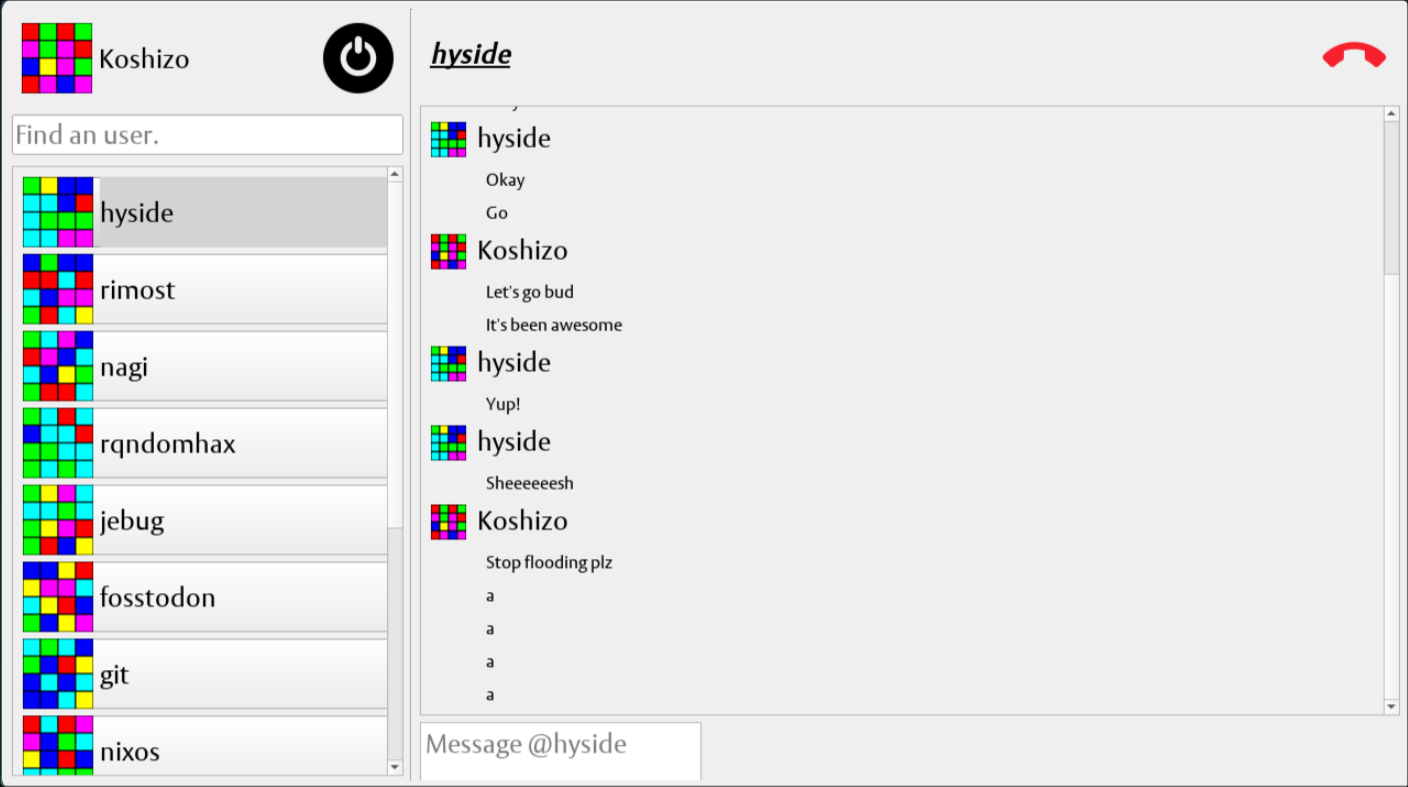 Koshizo
Find an user.
hyside
rimost
nagi
rqndomhax
jebug
fosstodon
git
nixos
hyside
hyside
Okay
Go
Koshizo
Let's go bud
It's been awesome
hyside
Yup!
hyside
Sheeeeeesh
Koshizo
Stop flooding plz
a
a
a
a
Message @hyside